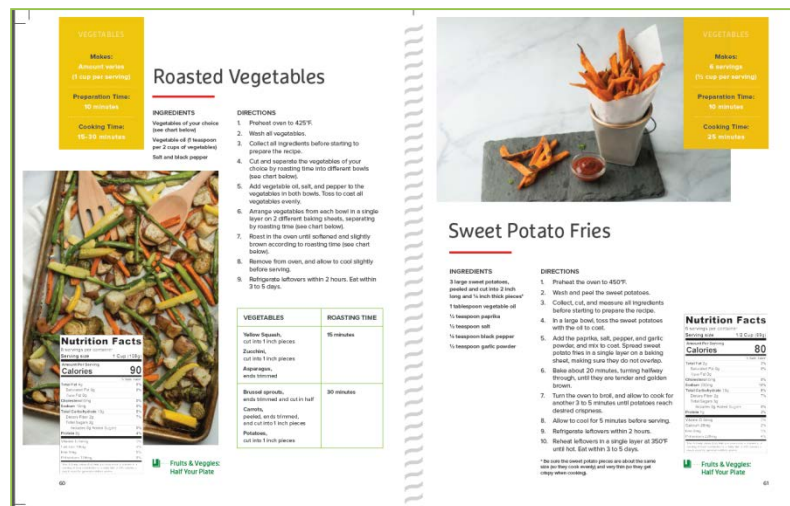 VEGETABLES
Makes:
Amount varies
(1 cup per serving)
Preparation Time:
10 minutes
Cooking Time:
15-30 minutes
Roasted Vegetables
INGREDIENTS
Vegetables of your choice
(see chart below)
Vegetable oil (1 teaspoon
per 2 cups of vegetables)
Salt and black pepper
DIRECTIONS
1. Preheat oven to 425°F.
2. Wash all vegetables.
3. Collect all ingredients before starting to
prepare the recipe.
4. Cut and separate the vegetables of your
choice by roasting time into different bowls
(see chart below).
5. Add vegetable oil, salt, and pepper to the
vegetables in both bowls. Toss to coat all
vegetables evenly.
6. Arrange vegetables from each bowl in a single
layer on 2 different baking sheets, separating
by roasting time (see chart below).
7. Roast in the oven until softened and slightly
brown according to roasting time (see chart
below).
8. Remove from oven, and allow to cool slightly
before serving.
9. Refrigerate leftovers within 2 hours. Eat within
3 to 5 days.
VEGETABLES ROASTING TIME
Yellow Squash, 15 minutes
cut into 1 inch pieces
Zucchini,
cut into 1 inch pieces
Asparagus,
ends trimmed
Brussel sprouts, 30 minutes
ends trimmed and cut in half
Carrots,
peeled, ends trimmed,
and cut into 1 inch pieces
Potatoes,
cut into 1 inch pieces
Nutrition Facts
servings per container
Serving size 1 Cup
Amount Per Serving
Calories 90
Fruits & Veggies:
Half Your Plate
60
VEGETABLES
Makes:
6 servings
(½ cup per serving)
Preparation Time:
10 minutes
Cooking Time:
25 minutes
Sweet Potato Fries
INGREDIENTS
3 large sweet potatoes,
peeled and cut into 2 inch
long and ½ inch thick pieces*
1 tablespoon vegetable oil
paprika
salt
black pepper
garlic powder
DIRECTIONS
1. Preheat the oven to 450°F.
2. Wash and peel the sweet potatoes.
3. Collect, cut, and measure all ingredients
before starting to prepare the recipe.
4. In a large bowl, toss the sweet potatoes
with the oil to coat.
5. Add the paprika, salt, pepper, and garlic
powder, and mix to coat. Spread sweet
potato fries in a single layer on a baking
sheet, making sure they do not overlap.
6. Bake about 20 minutes, turning halfway
through, until they are tender and golden
brown.
7. Turn the oven to broil, and allow to cook for
another 3 to 5 minutes until potatoes reach
desired crispness.
8. Allow to cool for 5 minutes before serving.
9. Refrigerate leftovers within 2 hours.
10. Reheat leftovers in a single layer at 350°F
until hot. Eat within 3 to 5 days.
* Be sure the sweet potato pieces are about the same
size (so they cook evenly) and very thin (so they get
crispy when cooking).
Nutrition Facts
servings per container
Serving size 1/2 Cup
Amount Per Serving
Calories 80
Fruits & Veggies:
Half Your Plate
61